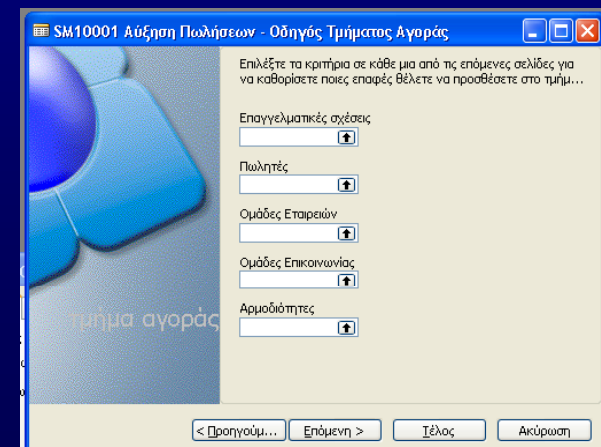 SM10001 Αύξηση Πωλήσεων - Οδηγός Τμήματος Αγοράς
Επιλέξτε τα κριτήρια σε κάθε μια από τις επόμενες σελίδες για
να καθορίσετε ποιες επαφές θέλετε να προσθέσετε στο τμήμ...
Επαγγελματικές σχέσεις
Πωλητές
Ομάδες Εταιρειών
Ομάδες Επικοινωνίας
Αρμοδιότητες
τμήμα αγοράς
< Προηγούμ... Επόμενη > Τέλος Ακύρωση